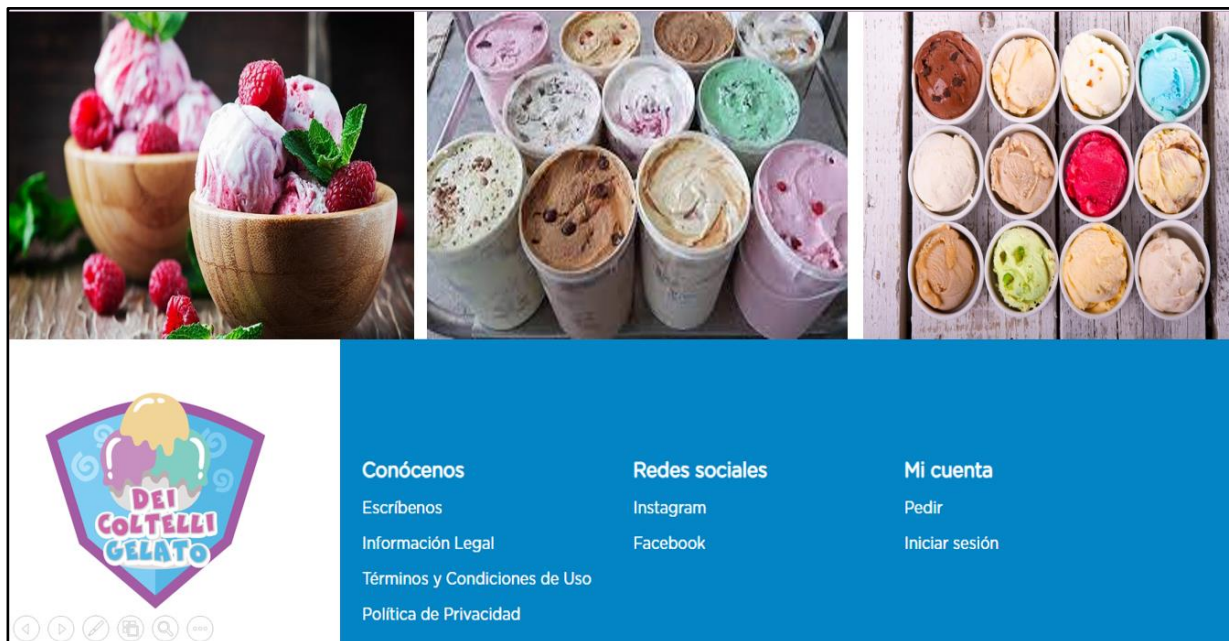 DEI
COLTELLI
GELATO
Conócenos
Escríbenos
Información Legal
Términos y Condiciones de Uso
Política de Privacidad
Redes sociales
Instagram
Facebook
Mi cuenta
Pedir
Iniciar sesión